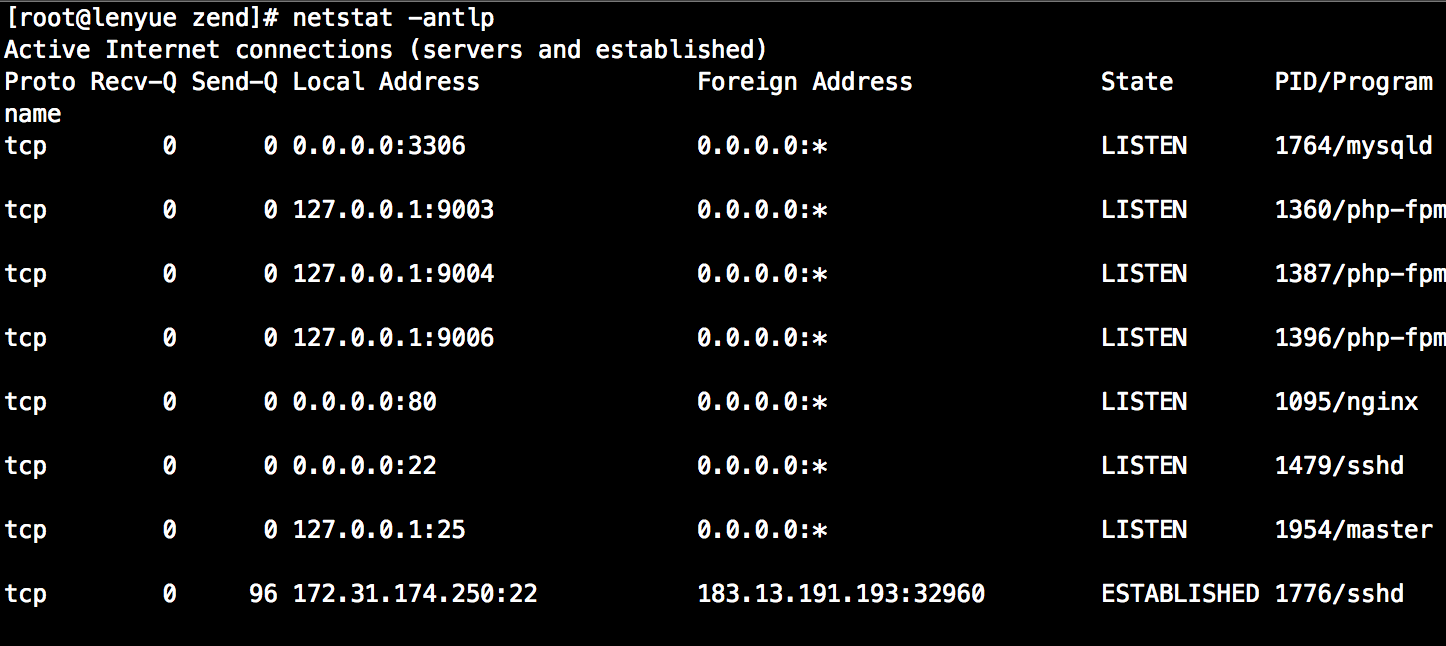 [root@lenyue zend]# netstat -antlp
Active Internet connections (servers and established)
Proto Recv-Q Send-Q Local Address               Foreign Address             State       PID/Program
name
tcp        0      0 0.0.0.0:3306                0.0.0.0:*                   LISTEN      1764/mysqld
tcp        0      0 127.0.0.1:9003              0.0.0.0:*                   LISTEN      1360/php-fpm
tcp        0      0 127.0.0.1:9004              0.0.0.0:*                   LISTEN      1387/php-fpm
tcp        0      0 127.0.0.1:9006              0.0.0.0:*                   LISTEN      1396/php-fpm
tcp        0      0 0.0.0.0:80                  0.0.0.0:*                   LISTEN      1095/nginx
tcp        0      0 0.0.0.0:22                  0.0.0.0:*                   LISTEN      1479/sshd
tcp        0      0 127.0.0.1:25                0.0.0.0:*                   LISTEN      1954/master
tcp        0     96 172.31.174.250:22           183.13.191.193:32960        ESTABLISHED 1776/sshd